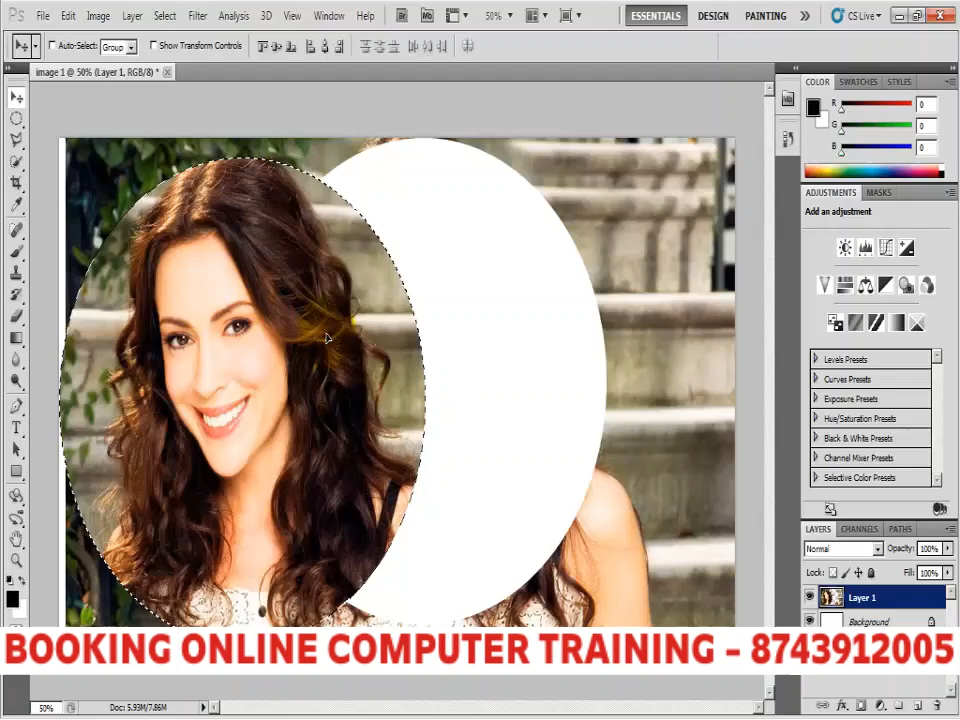 Ps File Edit Image Layer Select Filter Analysis 3D View Window Help Br Mb 50% ESSENTIALS DESIGN PAINTING CS Live
Auto-Select: Group Show Transform Controls
image 1 @ 50% (Layer 1, RGB/8) *
COLOR SWATCHES STYLES
R 0
G 0
B 0
ADJUSTMENTS MASKS
Add an adjustment
Levels Presets
Curves Presets
Exposure Presets
Hue/Saturation Presets
Black & White Presets
Channel Mixer Presets
Selective Color Presets
LAYERS CHANNELS PATHS
Normal Opacity: 100%
Lock: Fill: 100%
Layer 1
Background
BOOKING ONLINE COMPUTER TRAINING - 8743912005
50% Doc: 5.93M/7.86M